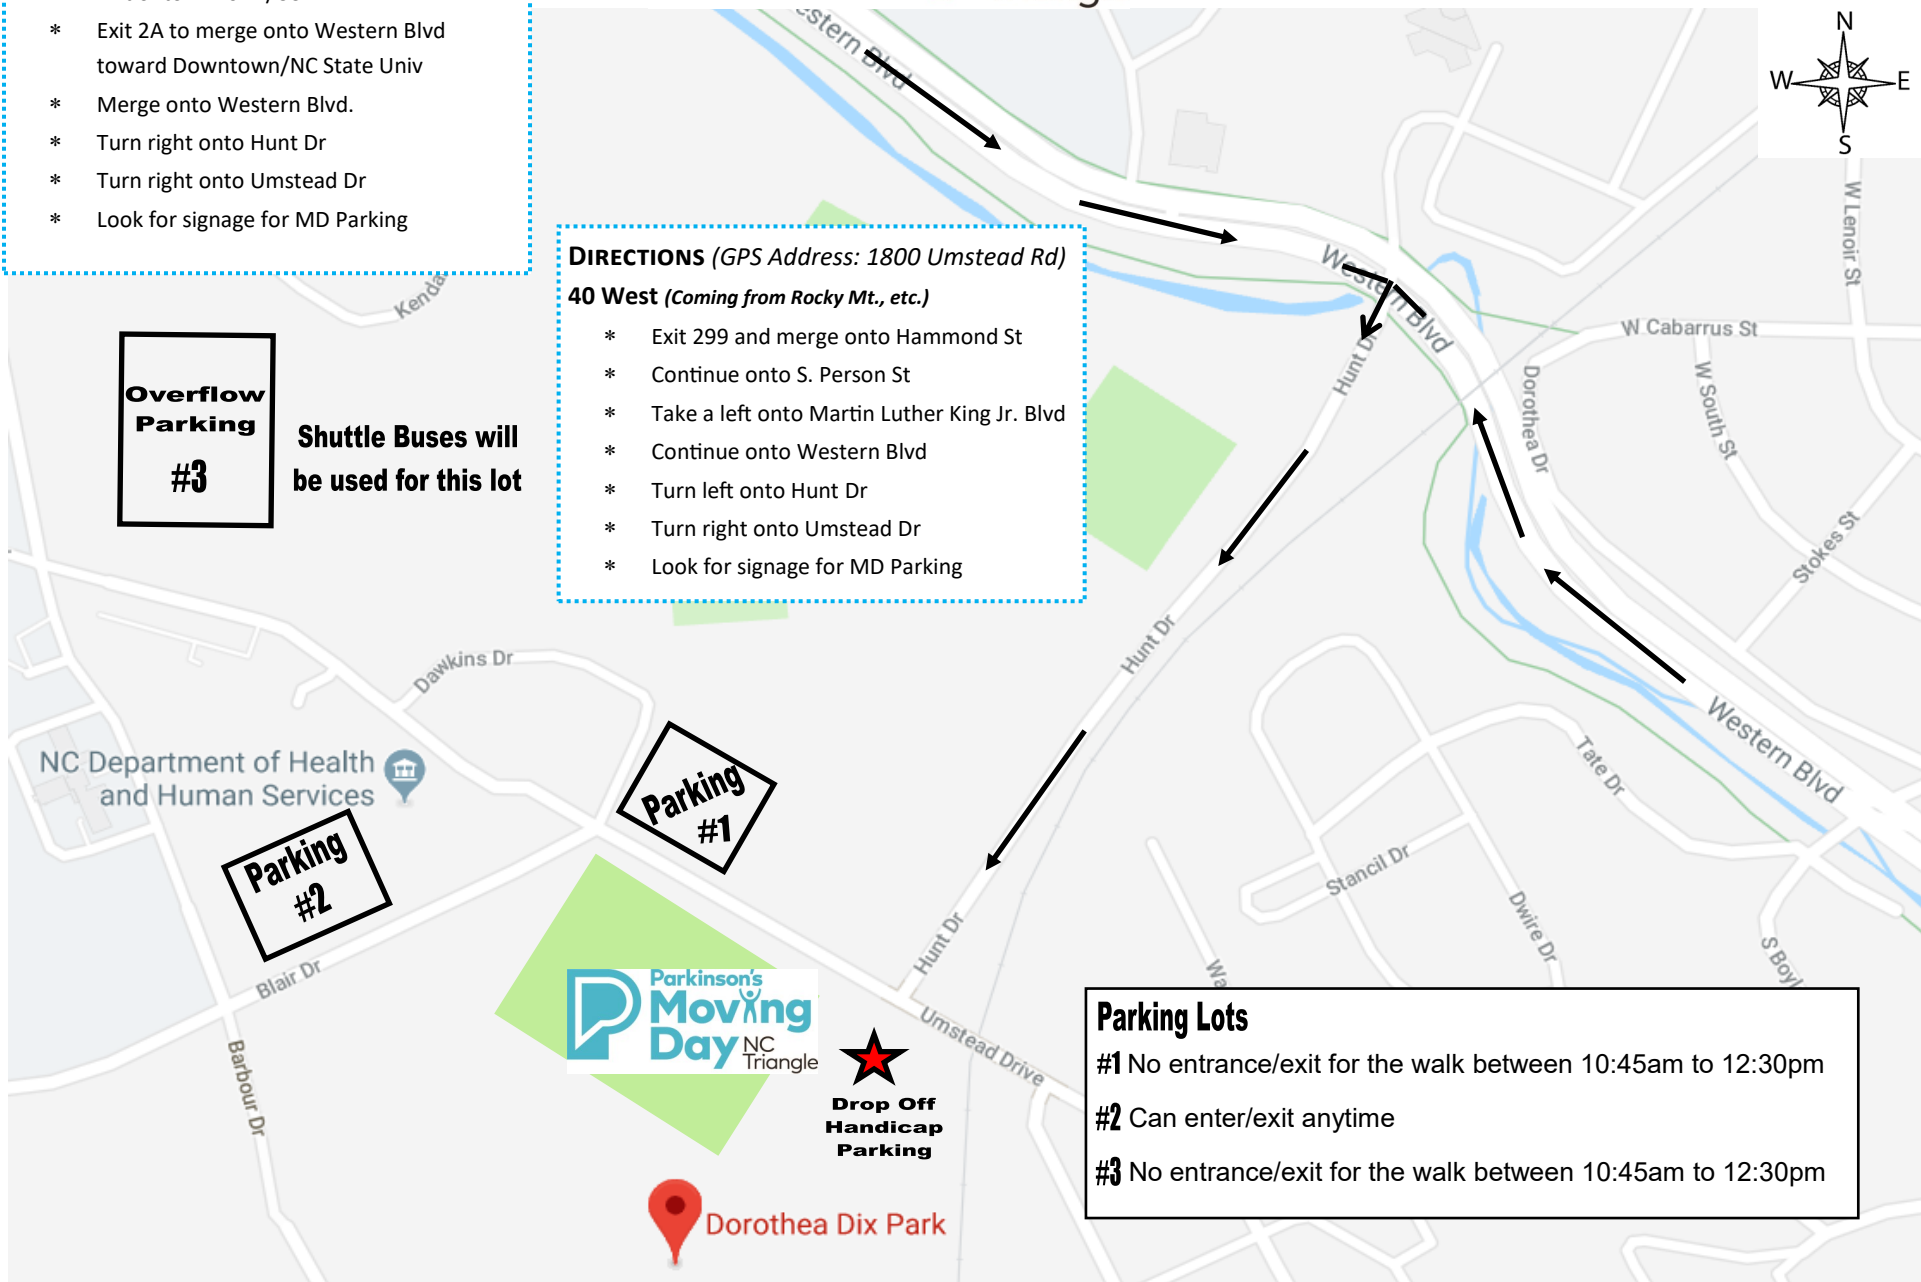 * Exit 2A to merge onto Western Blvd
toward Downtown/NC State Univ
* Merge onto Western Blvd.
* Turn right onto Hunt Dr
* Turn right onto Umstead Dr
* Look for signage for MD Parking
DIRECTIONS (GPS Address: 1800 Umstead Rd)
40 West (Coming from Rocky Mt., etc.)
* Exit 299 and merge onto Hammond St
* Continue onto S. Person St
* Take a left onto Martin Luther King Jr. Blvd
* Continue onto Western Blvd
* Turn left onto Hunt Dr
* Turn right onto Umstead Dr
* Look for signage for MD Parking
N
W E
S
Western Blvd
W Lenoir St
W Cabarrus St
W South St
Dorothea Dr
Stokes St
Western Blvd
Hunt Dr
Overflow
Parking
#3
Shuttle Buses will
be used for this lot
Hunt Dr
Dawkins Dr
NC Department of Health
and Human Services
Parking
#1
Parking
#2
Western Blvd
Tate Dr
Stancil Dr
Dwire Dr
Hunt Dr
Blair Dr
Barbour Dr
Umstead Drive
Parkinson's
Moving
Day NC
Triangle
Drop Off
Handicap
Parking
Dorothea Dix Park
Parking Lots
#1 No entrance/exit for the walk between 10:45am to 12:30pm
#2 Can enter/exit anytime
#3 No entrance/exit for the walk between 10:45am to 12:30pm